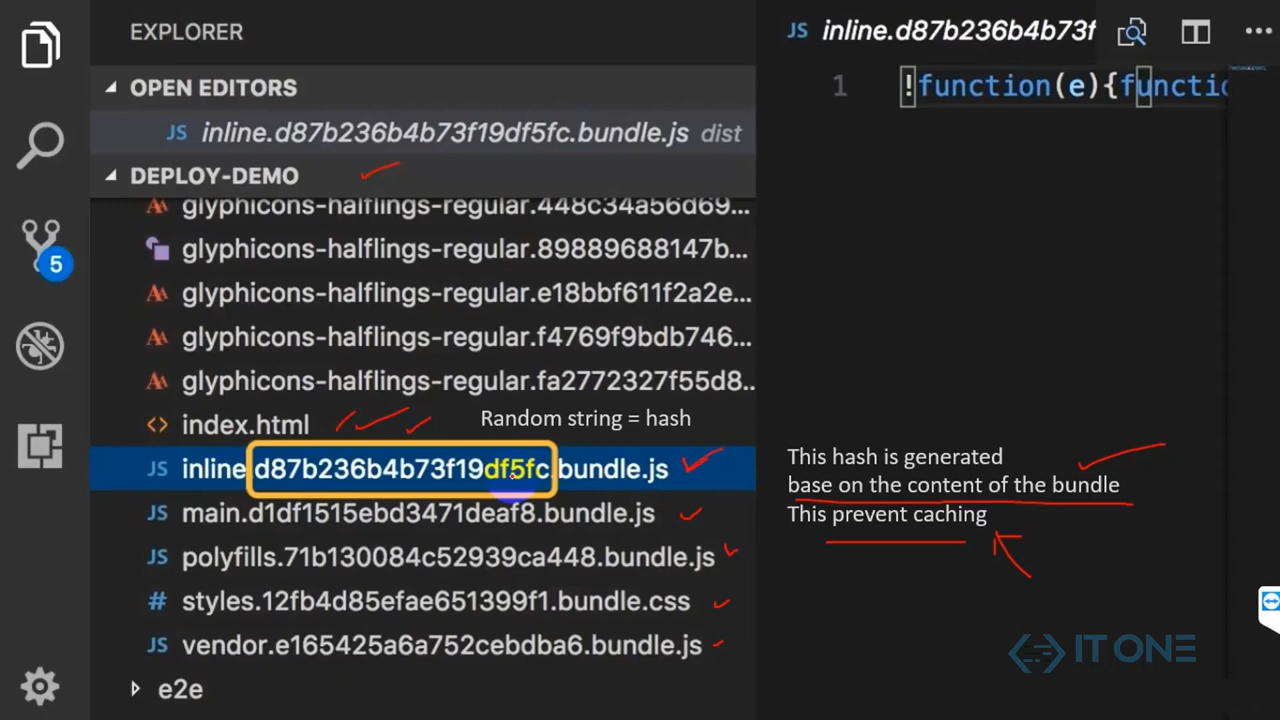 EXPLORER
OPEN EDITORS
JS inline.d87b236b4b73f19df5fc.bundle.js dist
DEPLOY-DEMO
glyphicons-halflings-regular.448c34a56d69...
glyphicons-halflings-regular.89889688147b...
glyphicons-halflings-regular.e18bbf611f2a2e...
glyphicons-halflings-regular.f4769f9bdb746...
glyphicons-halflings-regular.fa2772327f55d8...
<> index.html
Random string = hash
JS inline.d87b236b4b73f19df5fc.bundle.js
JS main.d1df1515ebd3471deaf8.bundle.js
JS polyfills.71b130084c52939ca448.bundle.js
# styles.12fb4d85efae651399f1.bundle.css
JS vendor.e165425a6a752cebdba6.bundle.js
e2e
5
JS inline.d87b236b4b73f
1 !function(e){functio
This hash is generated
base on the content of the bundle
This prevent caching
IT ONE